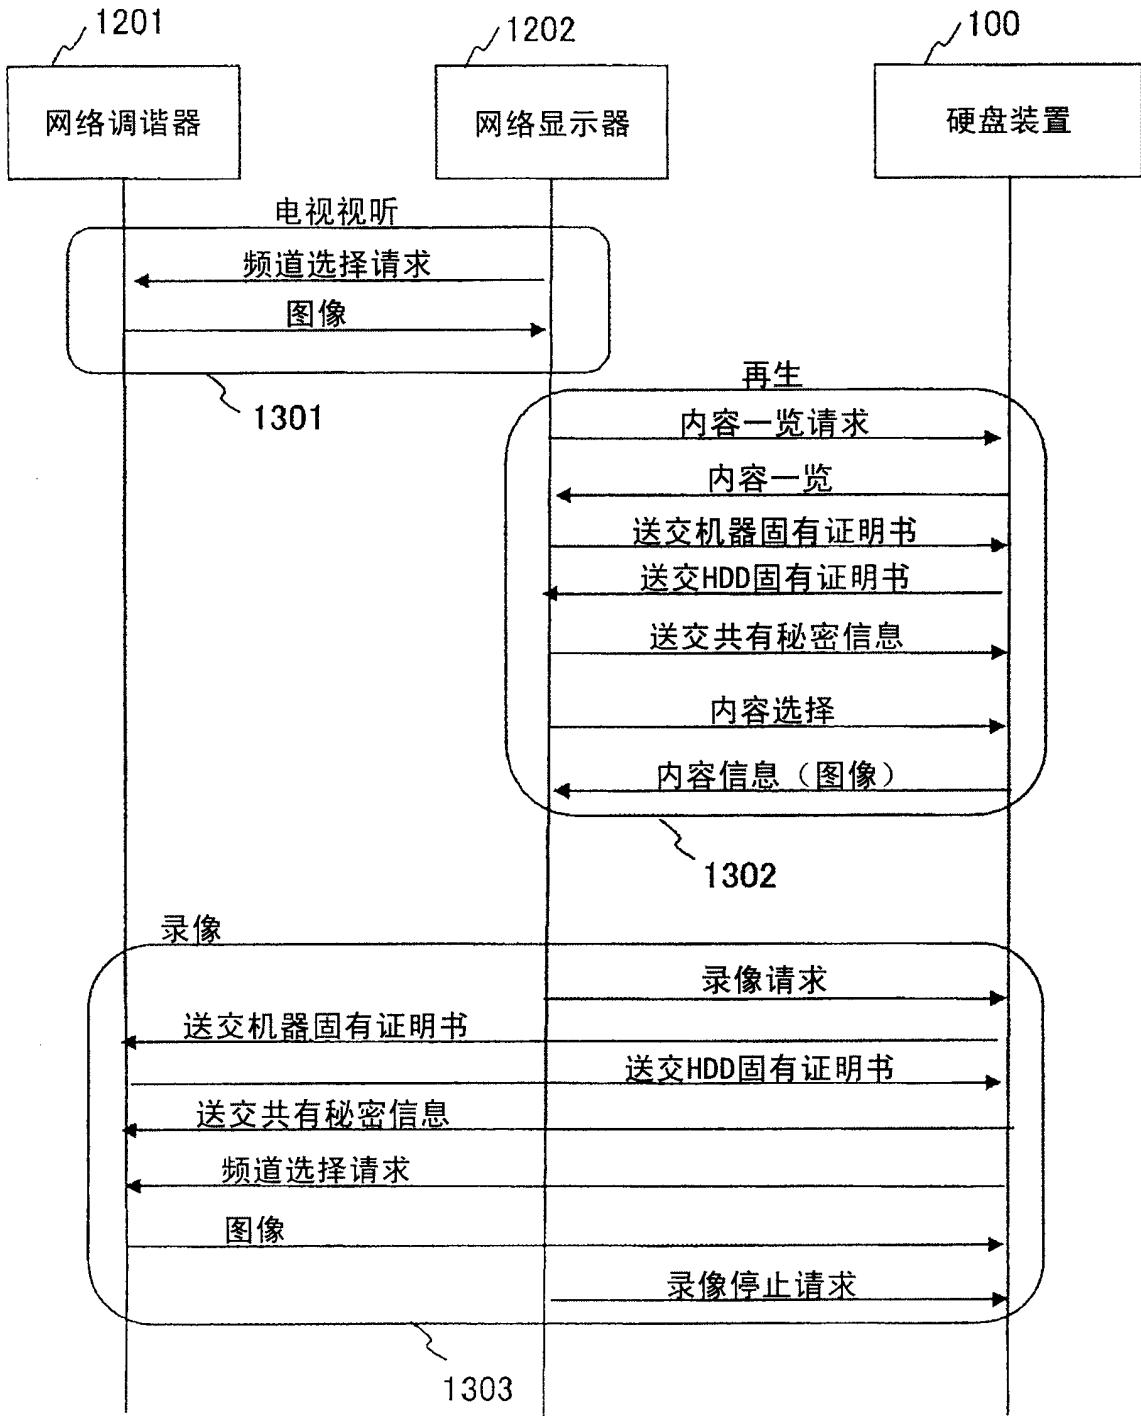 1201
1202
100
网络调谐器
网络显示器
硬盘装置
电视视听
频道选择请求
图像
1301
再生
内容一览请求
内容一览
送交机器固有证明书
送交HDD固有证明书
送交共有秘密信息
内容选择
内容信息（图像）
1302
录像
录像请求
送交机器固有证明书
送交HDD固有证明书
送交共有秘密信息
频道选择请求
图像
录像停止请求
1303